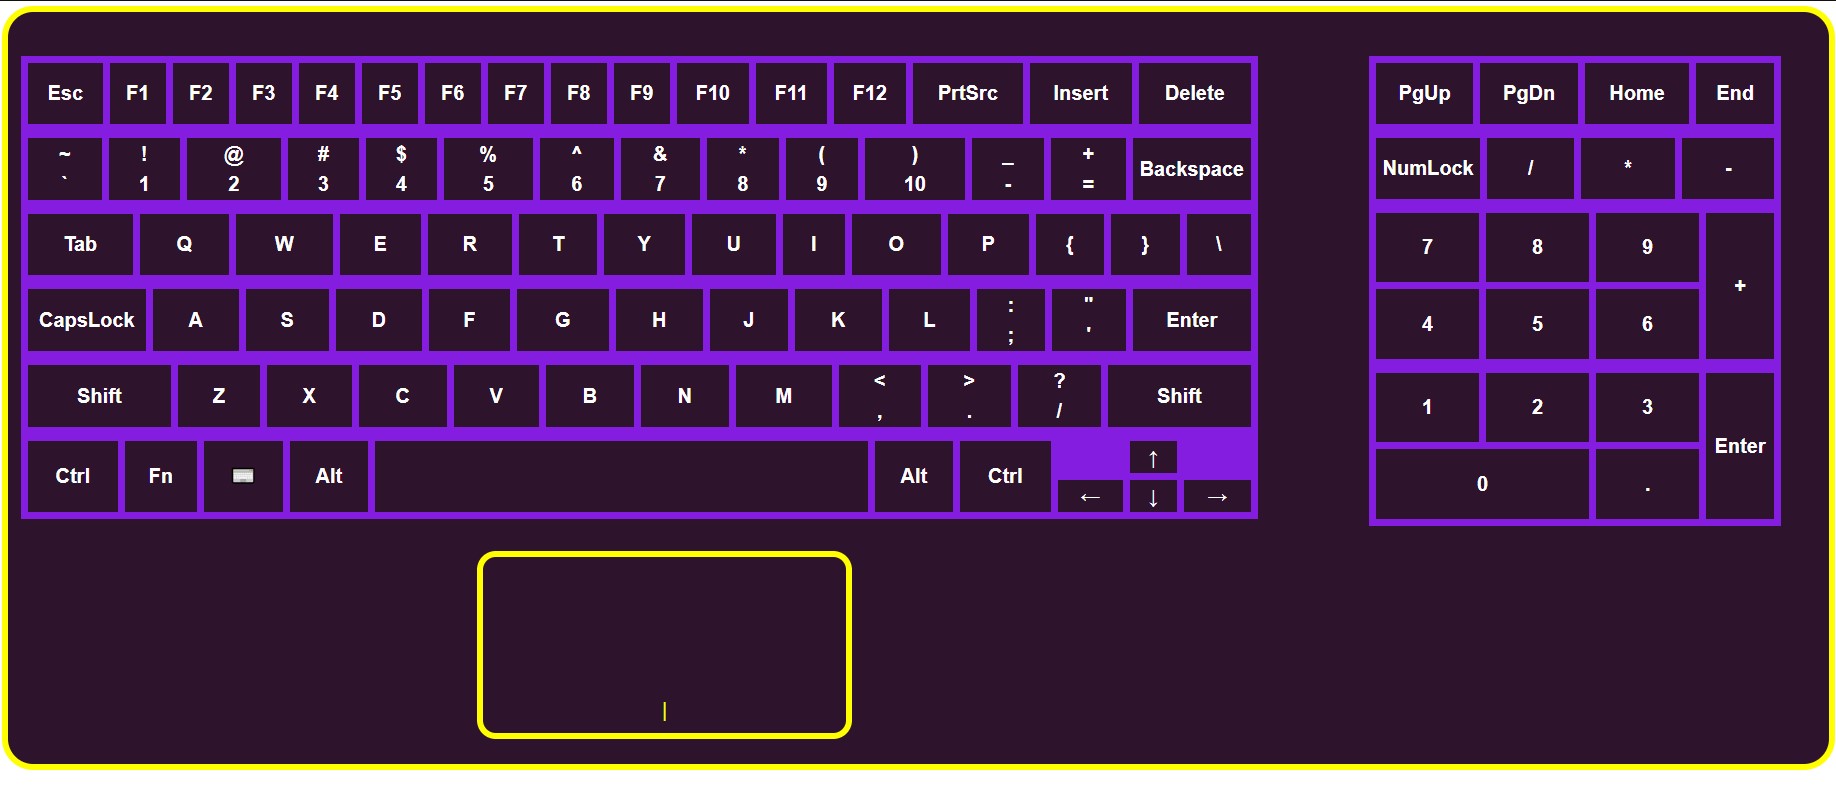 Esc F1 F2 F3 F4 F5 F6 F7 F8 F9 F10 F11 F12 PrtSrc Insert Delete
~ ! @ # $ % ^ & * ( ) _ +
` 1 2 3 4 5 6 7 8 9 10 - = Backspace
Tab Q W E R T Y U I O P { } \
CapsLock A S D F G H J K L : " Enter
; '
Shift Z X C V B N M < > ? Shift
, . /
Ctrl Fn Alt Alt Ctrl ↑
← ↓ →
|
PgUp PgDn Home End
NumLock / * -
7 8 9 +
4 5 6
1 2 3 Enter
0 .